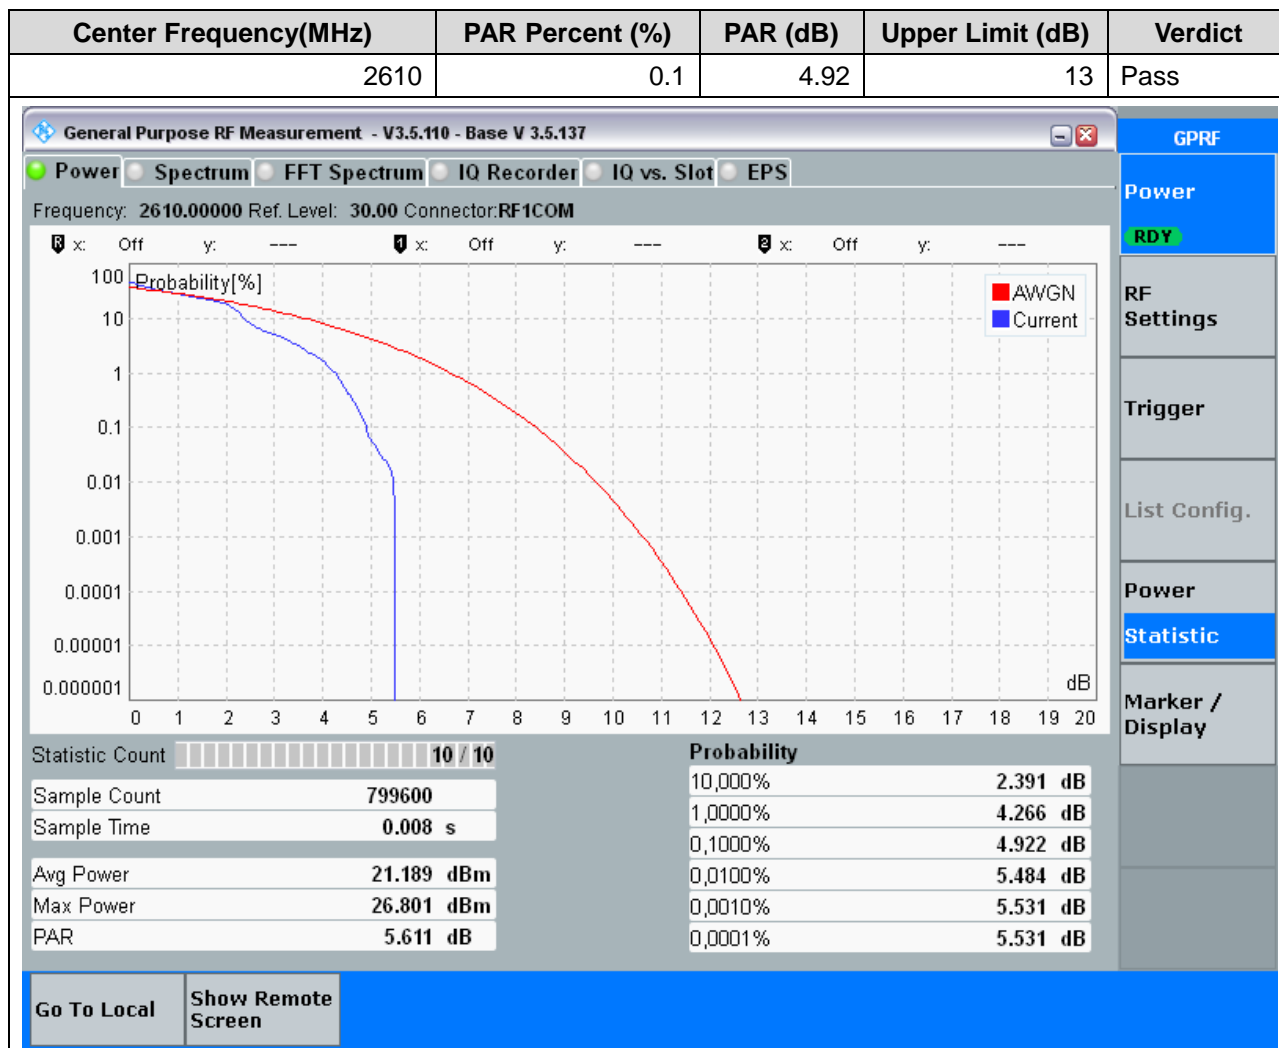 Center Frequency(MHz) PAR Percent (%) PAR (dB) Upper Limit (dB) Verdict
2610 0.1 4.92 13 Pass
General Purpose RF Measurement - V3.5.110 - Base V 3.5.137
GPRF
Power Spectrum FFT Spectrum IQ Recorder IQ vs. Slot EPS
Frequency: 2610.00000 Ref. Level: 30.00 Connector:RF1COM
R x: Off y: --- 1 x: Off y: --- 2 x: Off y: ---
Probability[%]
100
10
1
0.1
0.01
0.001
0.0001
0.00001
0.000001
AWGN
Current
dB
0 1 2 3 4 5 6 7 8 9 10 11 12 13 14 15 16 17 18 19 20
Statistic Count 10 / 10
Sample Count 799600
Sample Time 0.008 s
Avg Power 21.189 dBm
Max Power 26.801 dBm
PAR 5.611 dB
Probability
10,000% 2.391 dB
1,0000% 4.266 dB
0,1000% 4.922 dB
0,0100% 5.484 dB
0,0010% 5.531 dB
0,0001% 5.531 dB
Power
RDY
RF
Settings
Trigger
List Config.
Power
Statistic
Marker /
Display
Go To Local
Show Remote
Screen